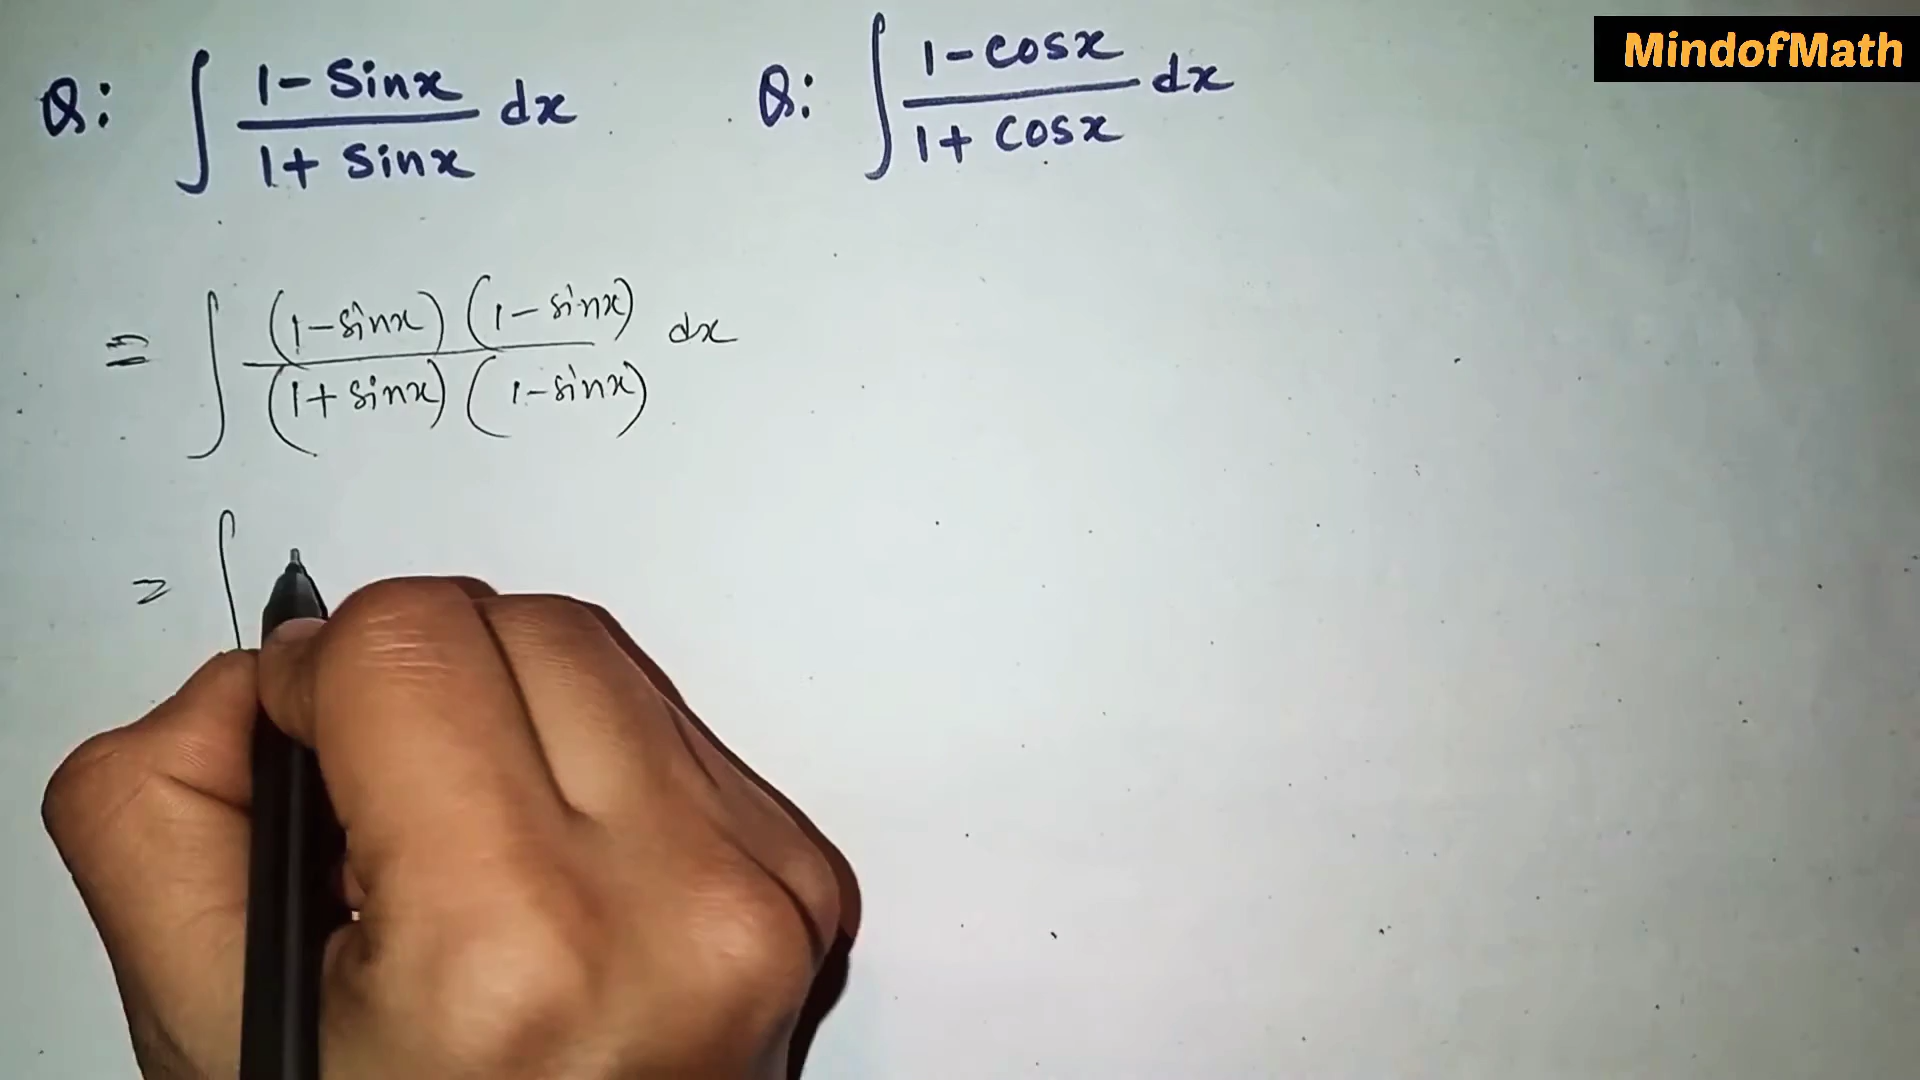 Q: ∫ 1 - Sinx / 1 + Sinx dx
Q: ∫ 1 - cosx / 1 + cosx dx
MindofMath
= ∫ (1 - sinx) (1 - sinx) / (1 + sinx) (1 - sinx) dx
= ∫